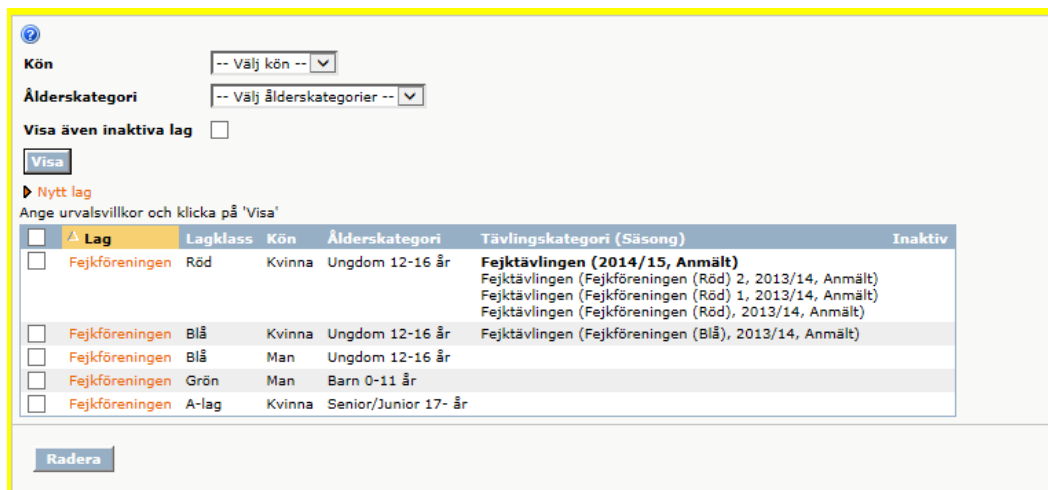 Kön -- Välj kön --
Ålderskategori -- Välj ålderskategorier --
Visa även inaktiva lag
Visa
Nytt lag
Ange urvalsvillkor och klicka på 'Visa'
Lag Lagklass Kön Ålderskategori Tävlingskategori (Säsong) Inaktiv
Fejkföreningen Röd Kvinna Ungdom 12-16 år Fejktävlingen (2014/15, Anmält)
Fejktävlingen (Fejkföreningen (Röd) 2, 2013/14, Anmält)
Fejktävlingen (Fejkföreningen (Röd) 1, 2013/14, Anmält)
Fejktävlingen (Fejkföreningen (Röd), 2013/14, Anmält)
Fejkföreningen Blå Kvinna Ungdom 12-16 år Fejktävlingen (Fejkföreningen (Blå), 2013/14, Anmält)
Fejkföreningen Blå Man Ungdom 12-16 år
Fejkföreningen Grön Man Barn 0-11 år
Fejkföreningen A-lag Kvinna Senior/Junior 17- år
Radera